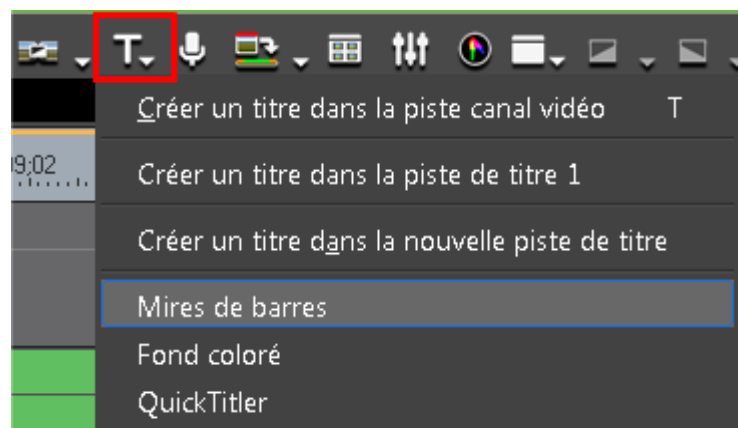 T
Créer un titre dans la piste canal vidéo T
9;02
Créer un titre dans la piste de titre 1
Créer un titre dans la nouvelle piste de titre
Mires de barres
Fond coloré
QuickTitler